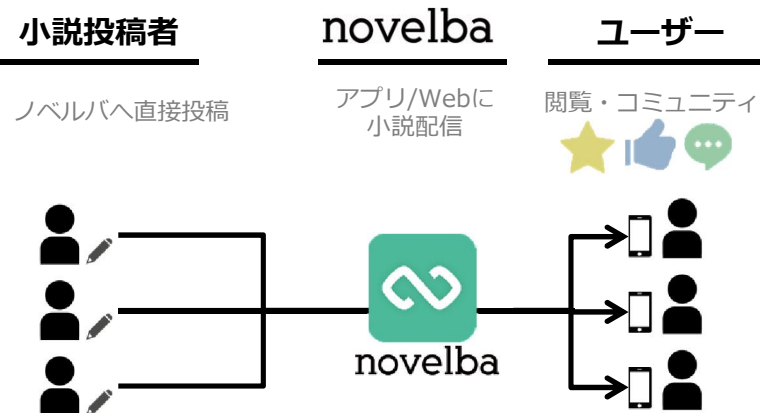 小説投稿者
novelba
ユーザー
ノベルバへ直接投稿
アプリ/Webに
小説配信
閲覧・コミュニティ
novelba